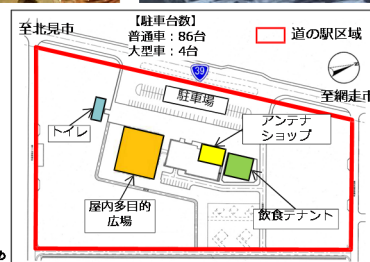 【駐車台数】
普通車：86台
大型車：4台
道の駅区域
至北見市
39
至網走市
駐車場
アンテナ
ショップ
トイレ
屋内多目的
広場
飲食テナント